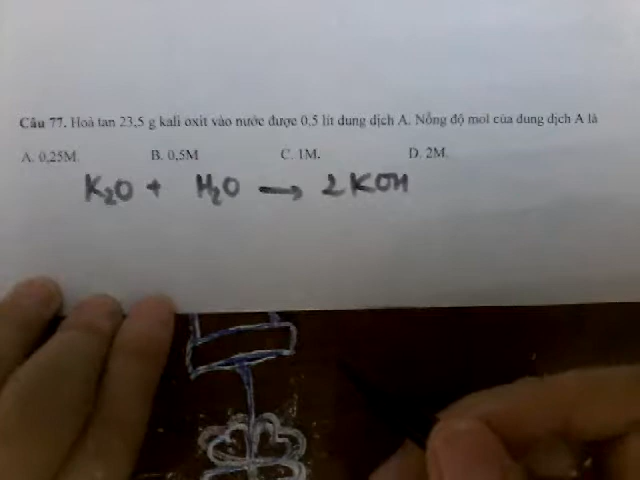 Câu 77. Hoà tan 23,5 g kali oxit vào nước được 0,5 lít dung dịch A. Nồng độ mol của dung dịch A là
A. 0,25M. B. 0,5M C. 1M. D. 2M.
K₂O + H₂O → 2KOH